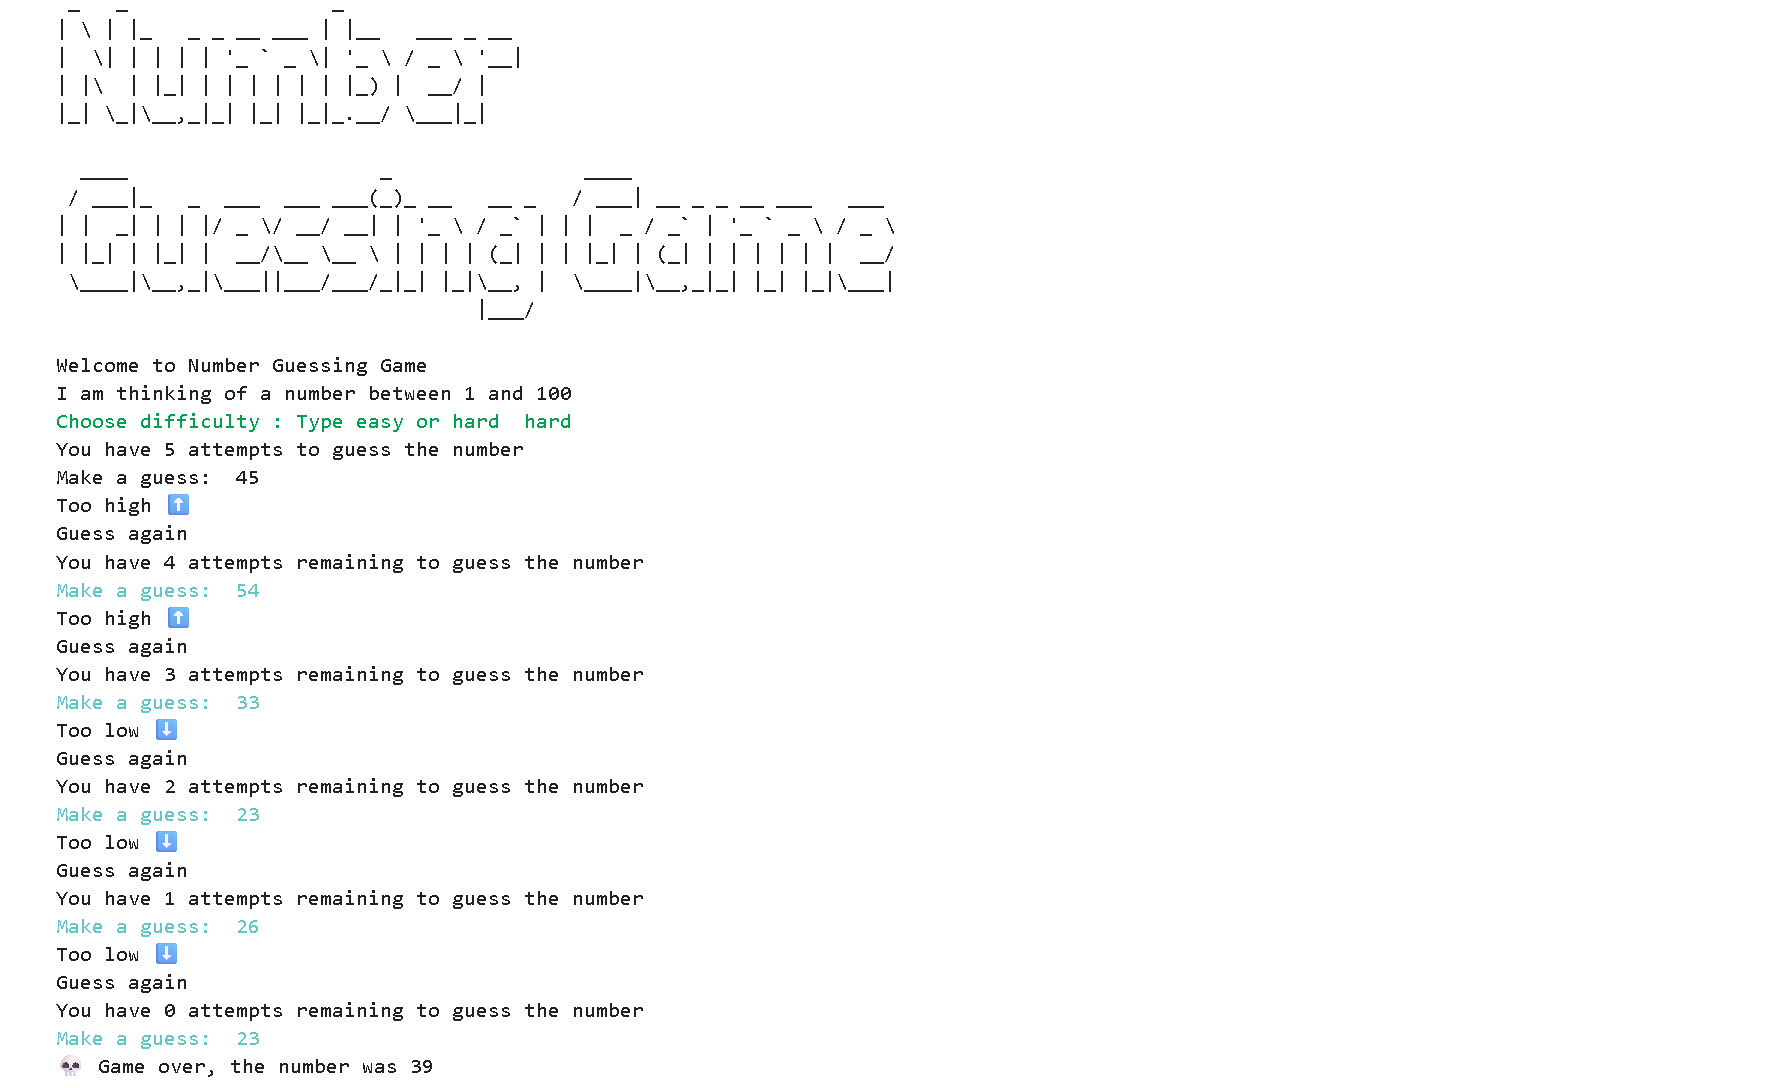 Number
Guessing Game
Welcome to Number Guessing Game
I am thinking of a number between 1 and 100
Choose difficulty : Type easy or hard  hard
You have 5 attempts to guess the number
Make a guess:  45
Too high ⬆️
Guess again
You have 4 attempts remaining to guess the number
Make a guess:  54
Too high ⬆️
Guess again
You have 3 attempts remaining to guess the number
Make a guess:  33
Too low ⬇️
Guess again
You have 2 attempts remaining to guess the number
Make a guess:  23
Too low ⬇️
Guess again
You have 1 attempts remaining to guess the number
Make a guess:  26
Too low ⬇️
Guess again
You have 0 attempts remaining to guess the number
Make a guess:  23
💀 Game over, the number was 39